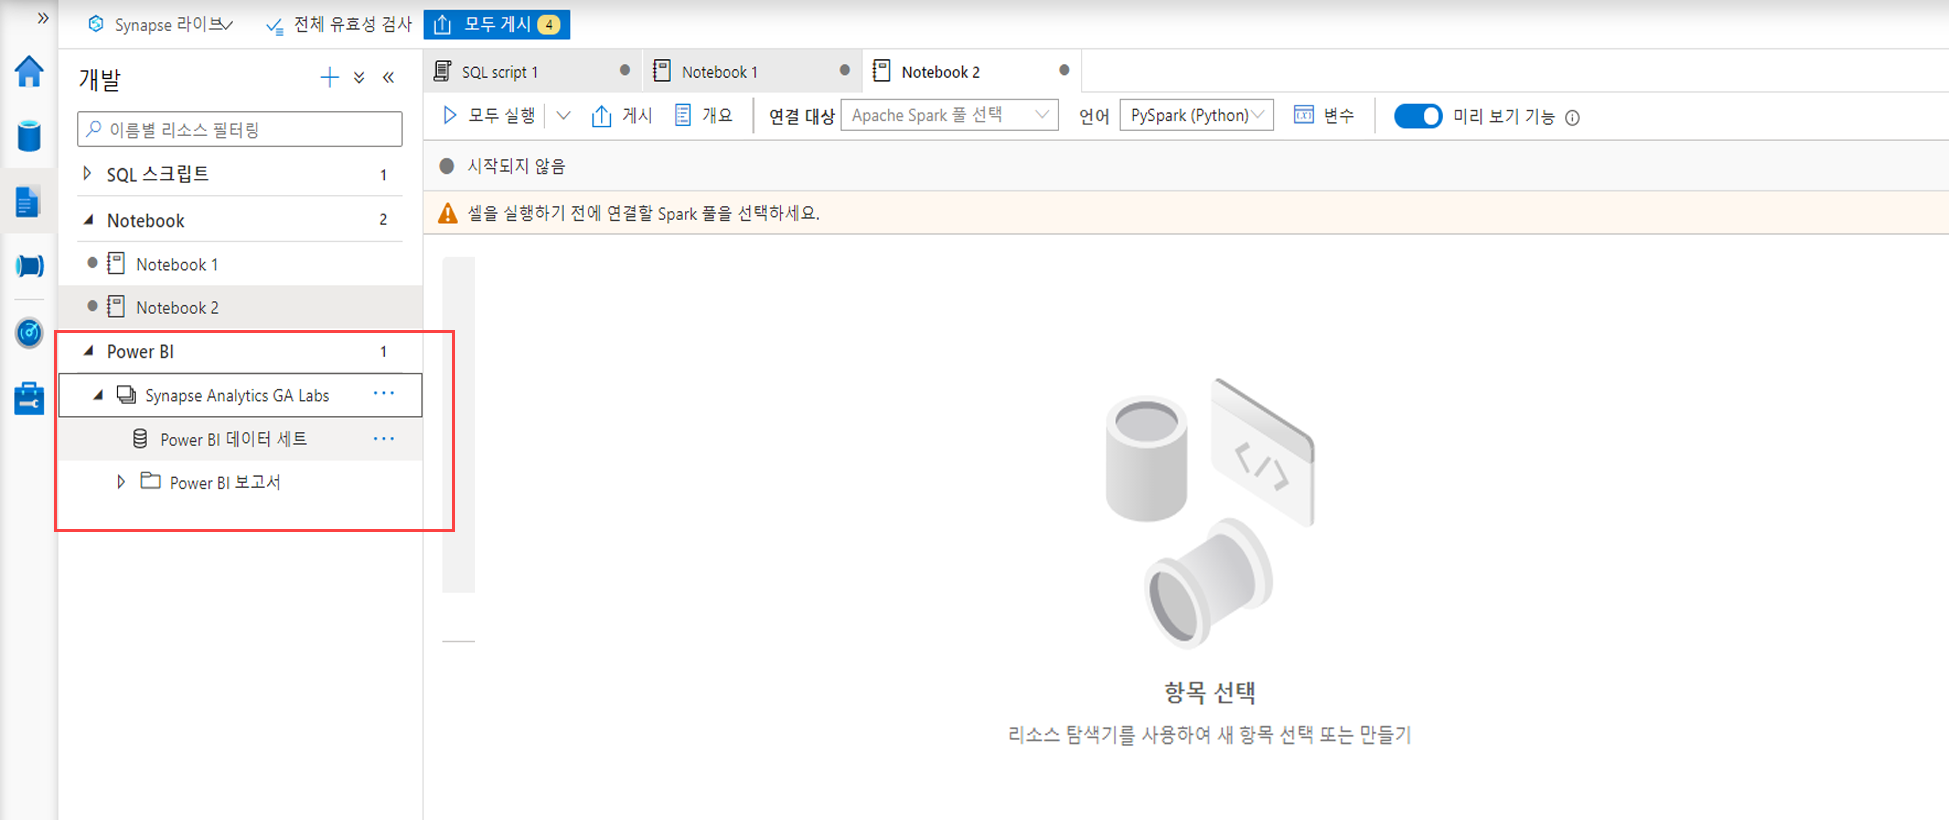 Synapse 라이브
전체 유효성 검사
모두 게시 4
개발
이름별 리소스 필터링
SQL 스크립트 1
Notebook 2
Notebook 1
Notebook 2
Power BI 1
Synapse Analytics GA Labs ...
Power BI 데이터 세트 ...
Power BI 보고서
SQL script 1
Notebook 1
Notebook 2
모두 실행
게시
개요
연결 대상 Apache Spark 풀 선택
언어 PySpark (Python)
변수
미리 보기 기능
시작되지 않음
셀을 실행하기 전에 연결할 Spark 풀을 선택하세요.
항목 선택
리소스 탐색기를 사용하여 새 항목 선택 또는 만들기